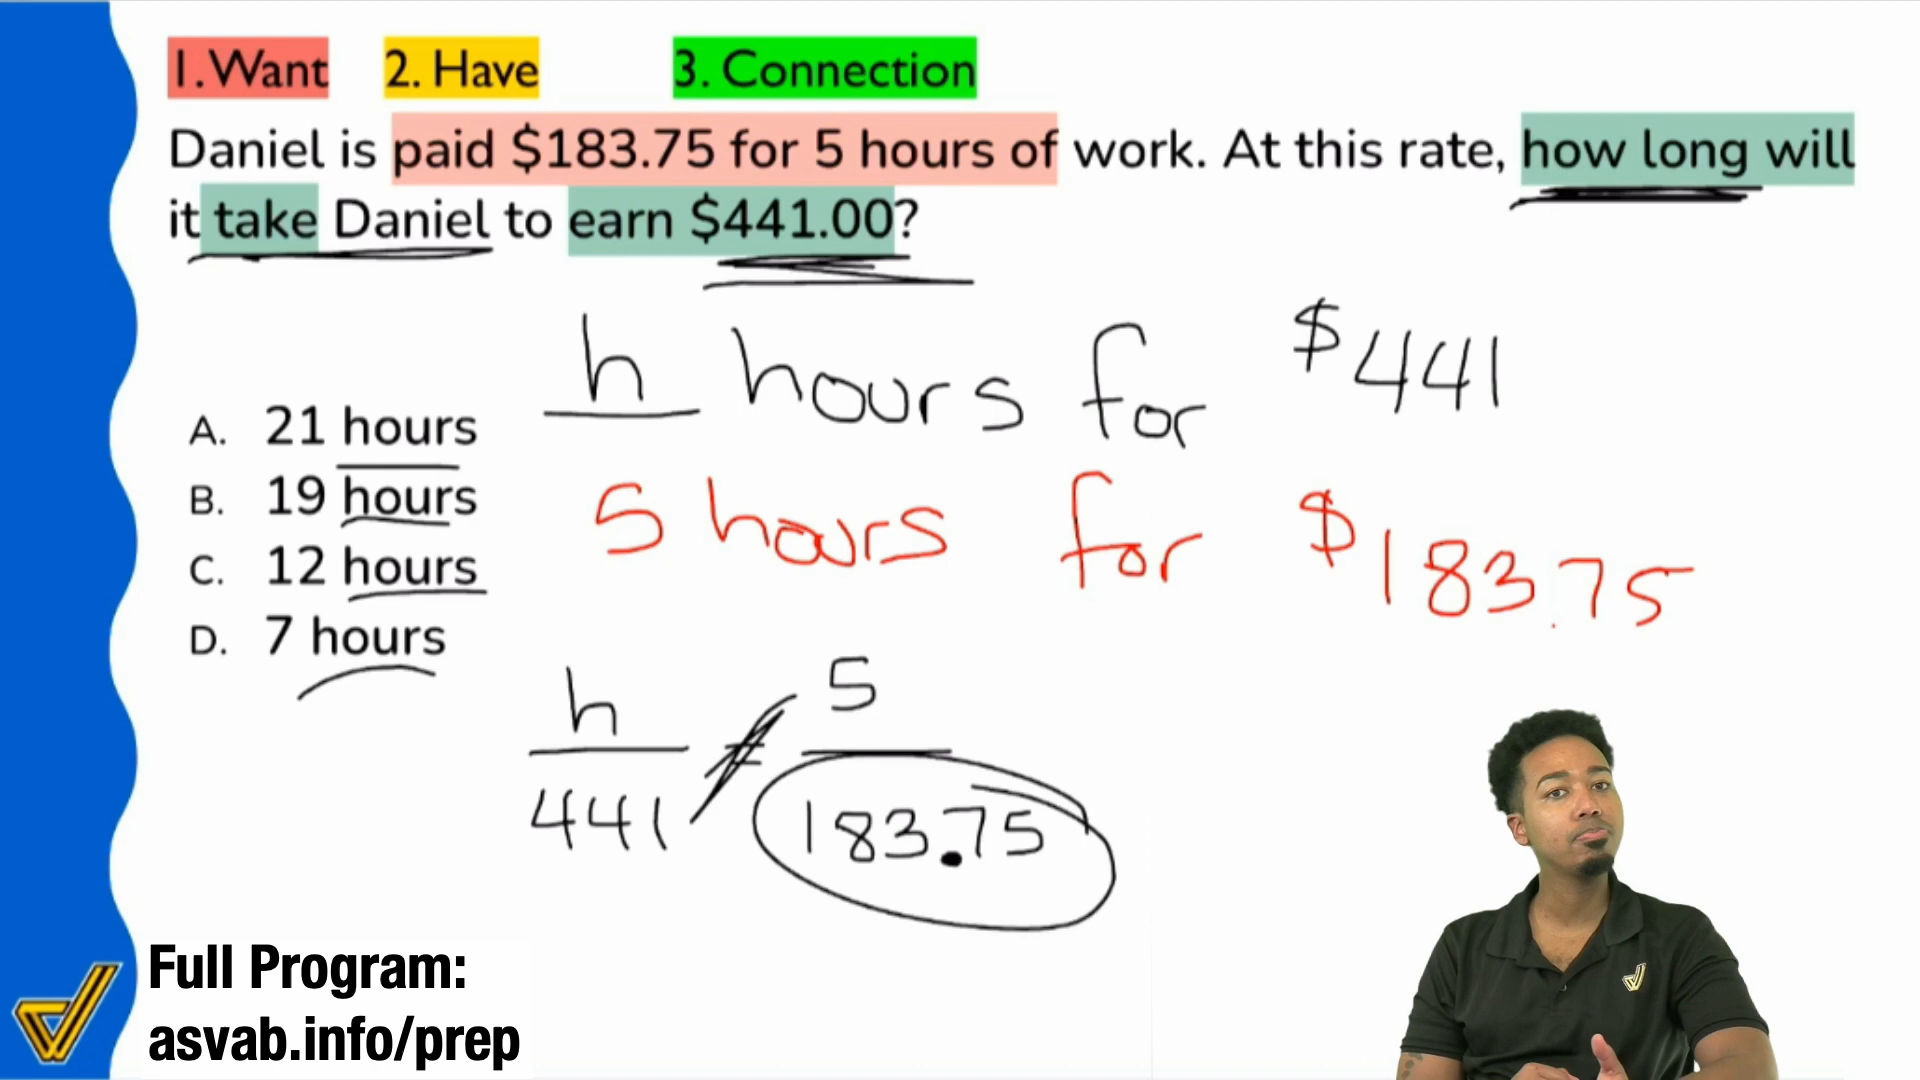 1. Want 2. Have 3. Connection
Daniel is paid $183.75 for 5 hours of work. At this rate, how long will
it take Daniel to earn $441.00?
h hours for $441
A. 21 hours
B. 19 hours
C. 12 hours
D. 7 hours
5 hours for $183.75
h 5
441 183.75
Full Program:
asvab.info/prep